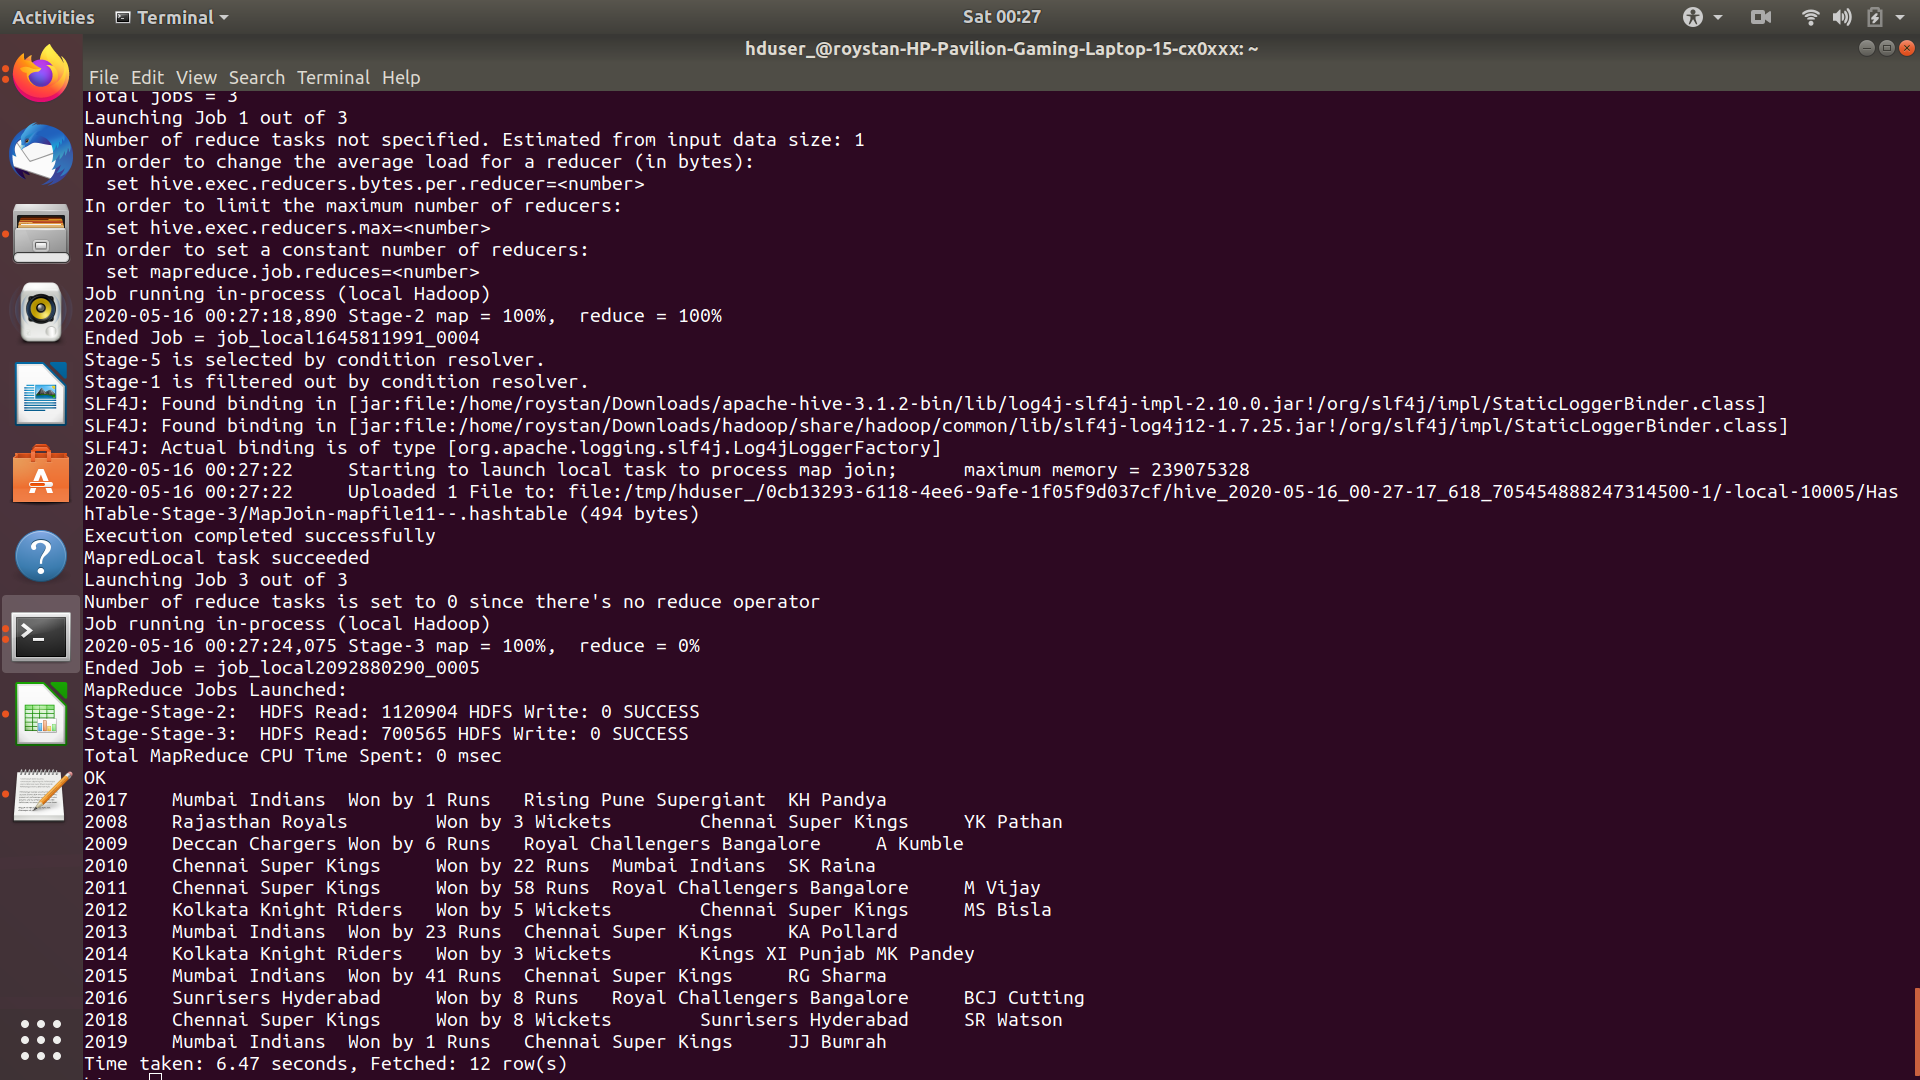 Activities Terminal Sat 00:27
hduser_@roystan-HP-Pavilion-Gaming-Laptop-15-cx0xxx: ~
File Edit View Search Terminal Help
Total jobs = 3
Launching Job 1 out of 3
Number of reduce tasks not specified. Estimated from input data size: 1
In order to change the average load for a reducer (in bytes):
  set hive.exec.reducers.bytes.per.reducer=<number>
In order to limit the maximum number of reducers:
  set hive.exec.reducers.max=<number>
In order to set a constant number of reducers:
  set mapreduce.job.reduces=<number>
Job running in-process (local Hadoop)
2020-05-16 00:27:18,890 Stage-2 map = 100%,  reduce = 100%
Ended Job = job_local1645811991_0004
Stage-5 is selected by condition resolver.
Stage-1 is filtered out by condition resolver.
SLF4J: Found binding in [jar:file:/home/roystan/Downloads/apache-hive-3.1.2-bin/lib/log4j-slf4j-impl-2.10.0.jar!/org/slf4j/impl/StaticLoggerBinder.class]
SLF4J: Found binding in [jar:file:/home/roystan/Downloads/hadoop/share/hadoop/common/lib/slf4j-log4j12-1.7.25.jar!/org/slf4j/impl/StaticLoggerBinder.class]
SLF4J: Actual binding is of type [org.apache.logging.slf4j.Log4jLoggerFactory]
2020-05-16 00:27:22     Starting to launch local task to process map join;      maximum memory = 239075328
2020-05-16 00:27:22     Uploaded 1 File to: file:/tmp/hduser_/0cb13293-6118-4ee6-9afe-1f05f9d037cf/hive_2020-05-16_00-27-17_618_705454888247314500-1/-local-10005/Has
hTable-Stage-3/MapJoin-mapfile11--.hashtable (494 bytes)
Execution completed successfully
MapredLocal task succeeded
Launching Job 3 out of 3
Number of reduce tasks is set to 0 since there's no reduce operator
Job running in-process (local Hadoop)
2020-05-16 00:27:24,075 Stage-3 map = 100%,  reduce = 0%
Ended Job = job_local2092880290_0005
MapReduce Jobs Launched:
Stage-Stage-2:  HDFS Read: 1120904 HDFS Write: 0 SUCCESS
Stage-Stage-3:  HDFS Read: 700565 HDFS Write: 0 SUCCESS
Total MapReduce CPU Time Spent: 0 msec
OK
2017    Mumbai Indians  Won by 1 Runs   Rising Pune Supergiant  KH Pandya
2008    Rajasthan Royals        Won by 3 Wickets        Chennai Super Kings     YK Pathan
2009    Deccan Chargers Won by 6 Runs   Royal Challengers Bangalore     A Kumble
2010    Chennai Super Kings     Won by 22 Runs  Mumbai Indians  SK Raina
2011    Chennai Super Kings     Won by 58 Runs  Royal Challengers Bangalore     M Vijay
2012    Kolkata Knight Riders   Won by 5 Wickets        Chennai Super Kings     MS Bisla
2013    Mumbai Indians  Won by 23 Runs  Chennai Super Kings     KA Pollard
2014    Kolkata Knight Riders   Won by 3 Wickets        Kings XI Punjab MK Pandey
2015    Mumbai Indians  Won by 41 Runs  Chennai Super Kings     RG Sharma
2016    Sunrisers Hyderabad     Won by 8 Runs   Royal Challengers Bangalore     BCJ Cutting
2018    Chennai Super Kings     Won by 8 Wickets        Sunrisers Hyderabad     SR Watson
2019    Mumbai Indians  Won by 1 Runs   Chennai Super Kings     JJ Bumrah
Time taken: 6.47 seconds, Fetched: 12 row(s)